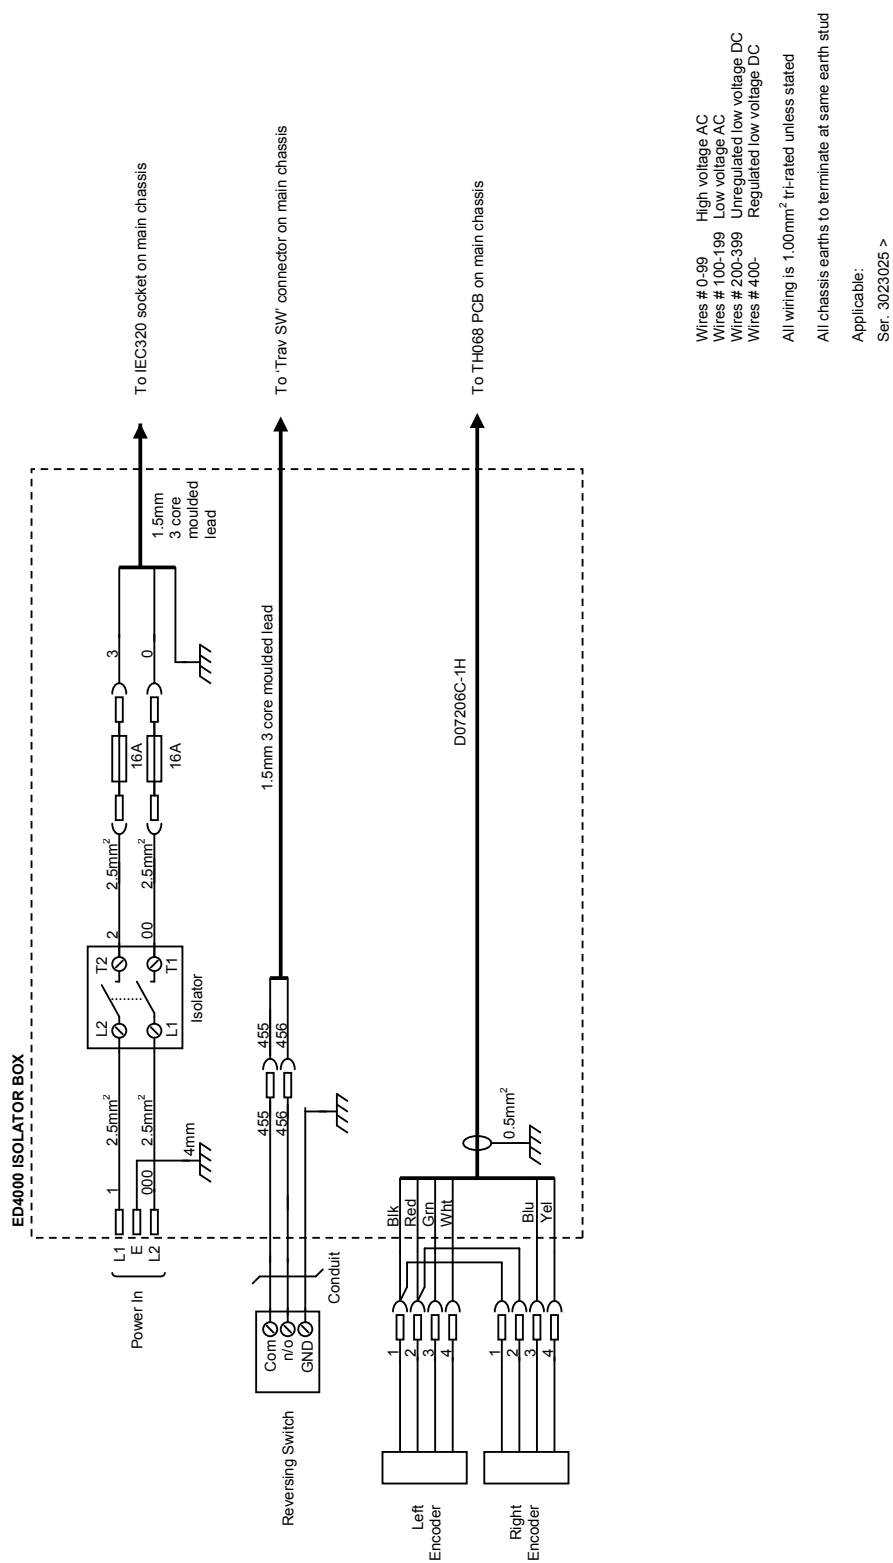 ED4000 ISOLATOR BOX
Power In
L1
E
L2
1
000
2.5mm²
2.5mm²
4mm
L2
L1
T2
T1
Isolator
2
00
2.5mm²
2.5mm²
16A
16A
3
0
1.5mm
3 core
moulded
lead
To IEC320 socket on main chassis
Reversing Switch
Com
n/o
GND
Conduit
455
456
455
456
1.5mm 3 core moulded lead
To 'Trav SW' connector on main chassis
Left
Encoder
1
2
3
4
Right
Encoder
1
2
3
4
Blk
Red
Grn
Wht
Blu
Yel
0.5mm²
D07206C-1H
To TH068 PCB on main chassis
Wires # 0-99 High voltage AC
Wires # 100-199 Low voltage AC
Wires # 200-399 Unregulated low voltage DC
Wires # 400- Regulated low voltage DC
All wiring is 1.00mm² tri-rated unless stated
All chassis earths to terminate at same earth stud
Applicable:
Ser. 3023025 >